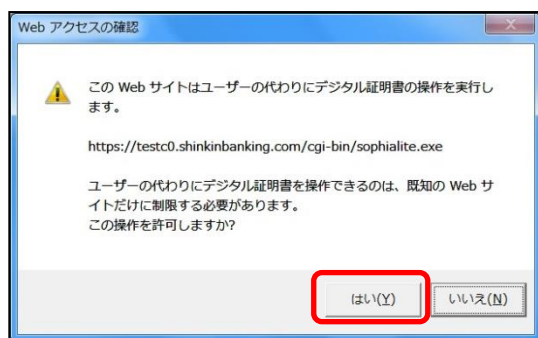 Web アクセスの確認
この Web サイトはユーザーの代わりにデジタル証明書の操作を実行し
ます。
https://testc0.shinkinbanking.com/cgi-bin/sophialite.exe
ユーザーの代わりにデジタル証明書を操作できるのは、既知の Web サ
イトだけに制限する必要があります。
この操作を許可しますか?
はい(Y) いいえ(N)